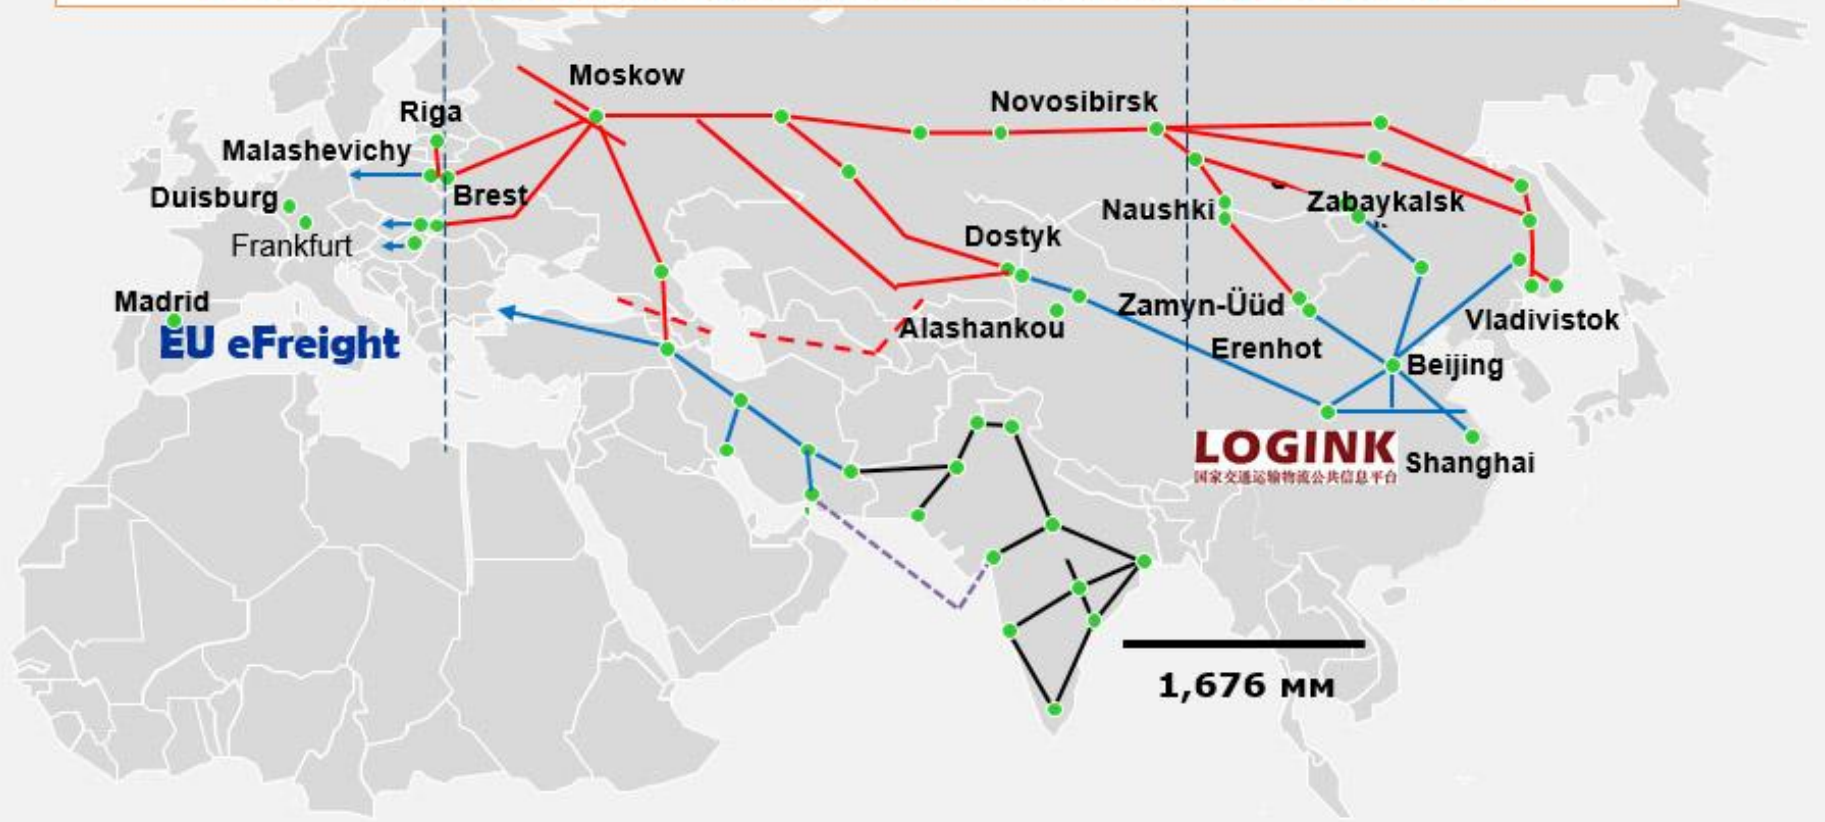 Moskow
Novosibirsk
Riga
Malashevichy
Duisburg
Brest
Frankfurt
Madrid
EU eFreight
Naushki
Zabaykalsk
Dostyk
Alashankou
Zamyn-Üüd
Erenhot
Vladivistok
Beijing
LOGINK
国家交通运输物流公共信息平台
Shanghai
1,676 мм